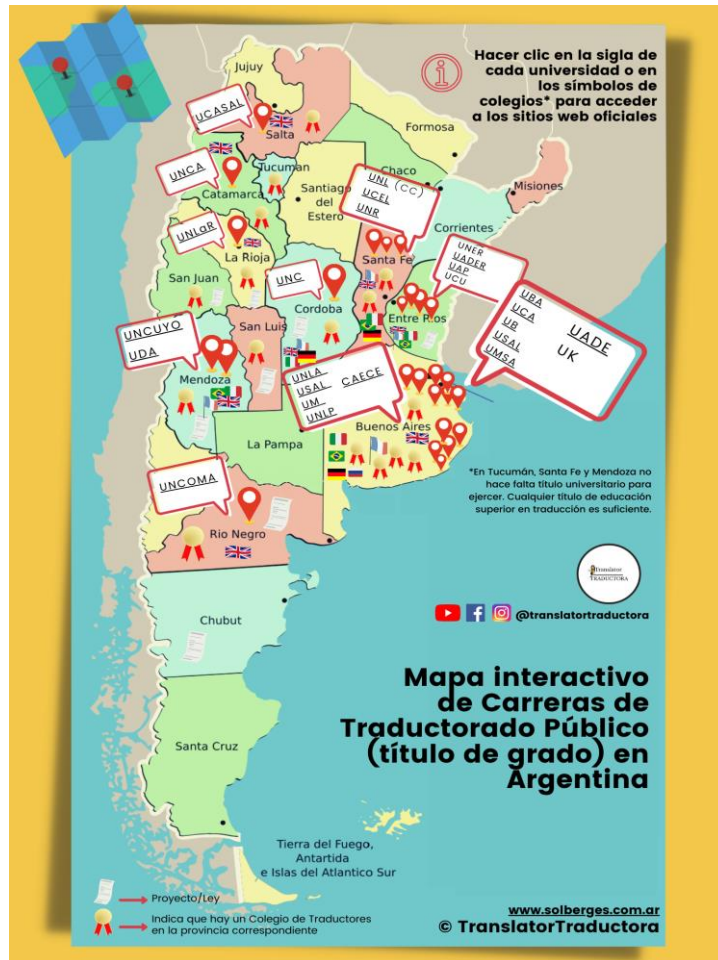 Hacer clic en la sigla de
cada universidad o en
los símbolos de
colegios* para acceder
a los sitios web oficiales
Jujuy
UCASAL
Salta
Formosa
UNCA
Tucuman
Catamarca
Santiago
del
Estero
Chaco
UNL (CC)
UCEL
UNR
Misiones
Corrientes
UNLaR
La Rioja
Santa Fe
UNER
UADER
UAP
UCU
San Juan
UNC
Cordoba
Entre Rios
UBA
UCA
UB
USAL
UMSA
UADE
UK
UNCUYO
UDA
San Luis
Mendoza
UNLA
USAL
UM
UNLP
CAECE
Buenos Aires
La Pampa
*En Tucumán, Santa Fe y Mendoza no
hace falta título universitario para
ejercer. Cualquier título de educación
superior en traducción es suficiente.
UNCOMA
Rio Negro
Translator
TRADUCTORA
@translatortraductora
Chubut
Mapa interactivo
de Carreras de
Traductorado Público
(título de grado) en
Argentina
Santa Cruz
Tierra del Fuego,
Antartida
e Islas del Atlantico Sur
Proyecto/Ley
Indica que hay un Colegio de Traductores
en la provincia correspondiente
www.solberges.com.ar
© TranslatorTraductora